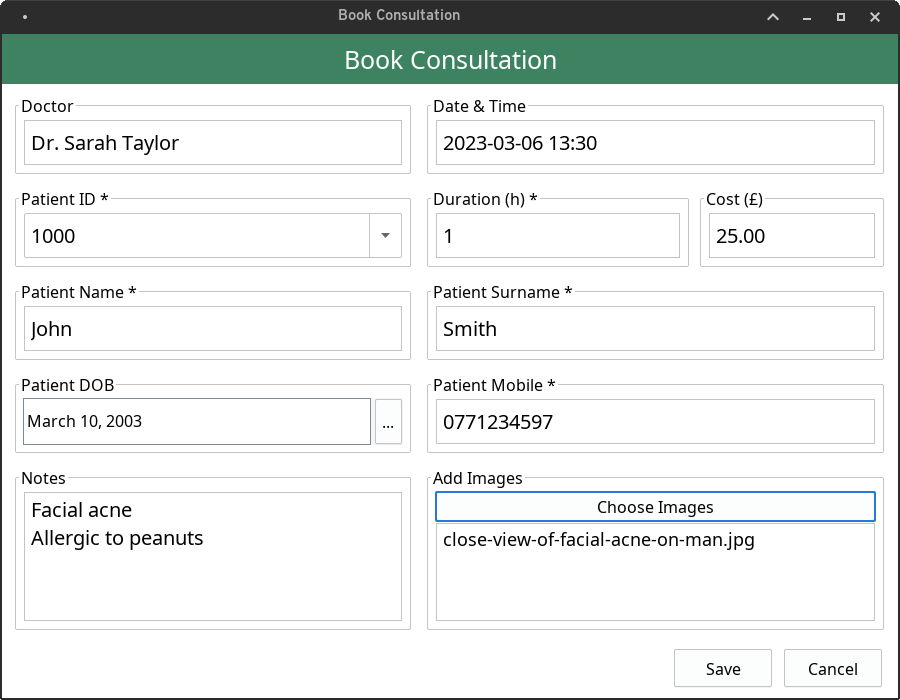 Book Consultation
Book Consultation
Doctor
Dr. Sarah Taylor
Date & Time
2023-03-06 13:30
Patient ID *
1000
Duration (h) *
1
Cost (£)
25.00
Patient Name *
John
Patient Surname *
Smith
Patient DOB
March 10, 2003
...
Patient Mobile *
0771234597
Notes
Facial acne
Allergic to peanuts
Add Images
Choose Images
close-view-of-facial-acne-on-man.jpg
Save
Cancel